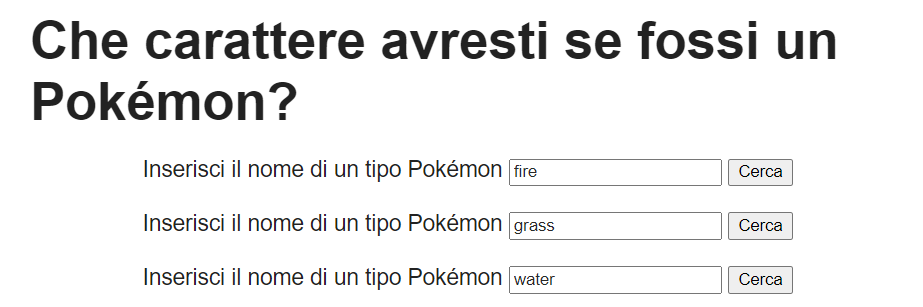 Che carattere avresti se fossi un
Pokémon?
Inserisci il nome di un tipo Pokémon fire Cerca
Inserisci il nome di un tipo Pokémon grass Cerca
Inserisci il nome di un tipo Pokémon water Cerca